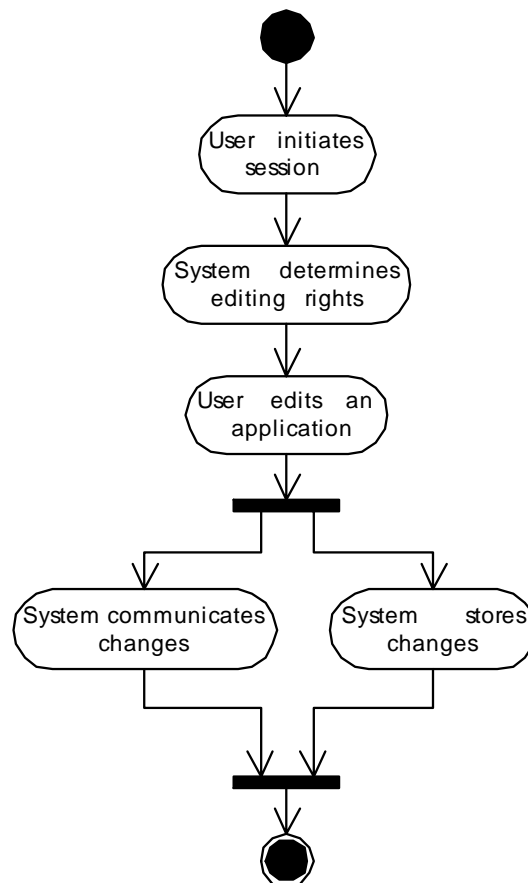 User initiates
session
System determines
editing rights
User edits an
application
System communicates
changes
System stores
changes